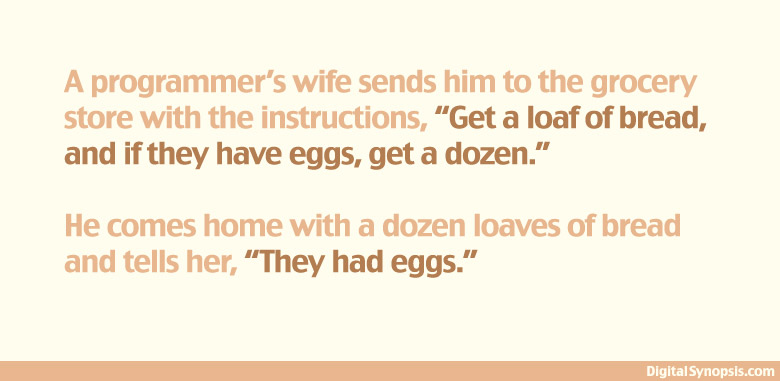 A programmer’s wife sends him to the grocery
store with the instructions, “Get a loaf of bread,
and if they have eggs, get a dozen.”
He comes home with a dozen loaves of bread
and tells her, “They had eggs.”
DigitalSynopsis.com